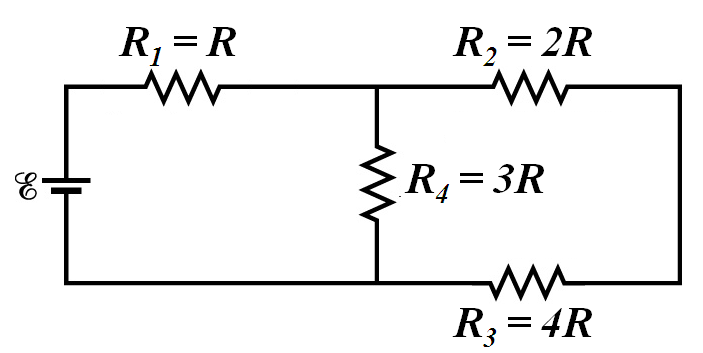 R₁ = R
R₂ = 2R
ℰ
R₄ = 3R
R₃ = 4R